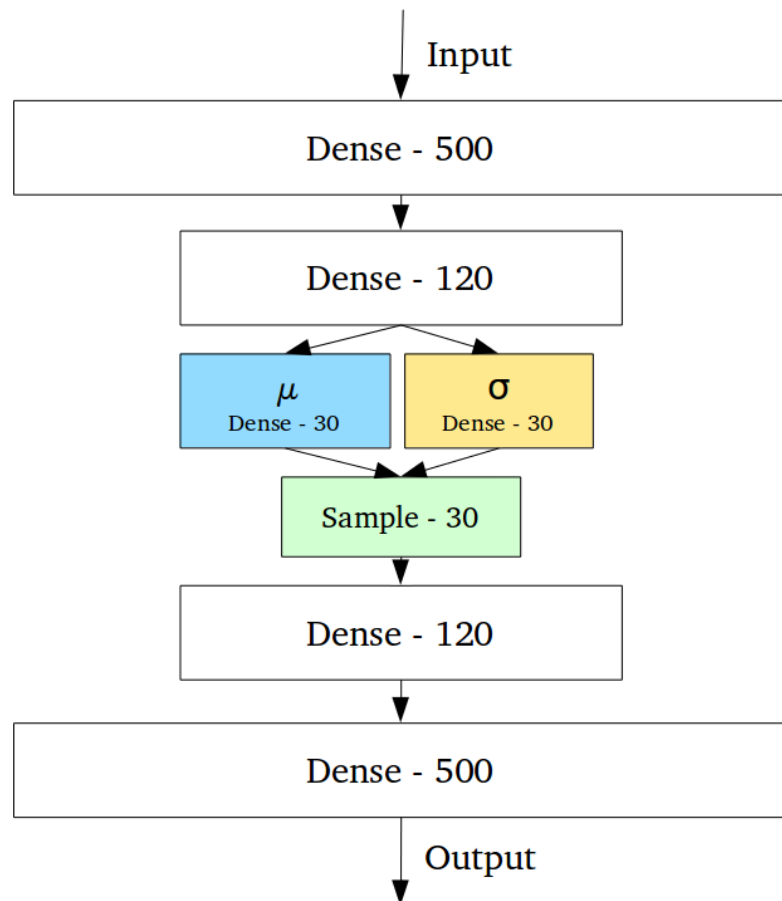 Input
Dense - 500
Dense - 120
μ
Dense - 30
σ
Dense - 30
Sample - 30
Dense - 120
Dense - 500
Output